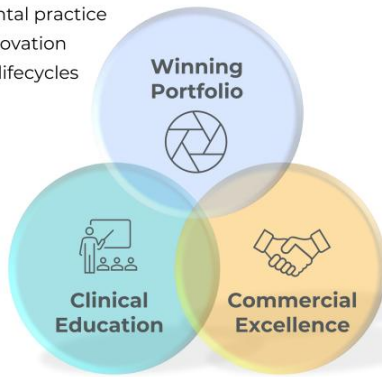 ntal practice
ovation
lifecycles
Winning
Portfolio
Clinical
Education
Commercial
Excellence